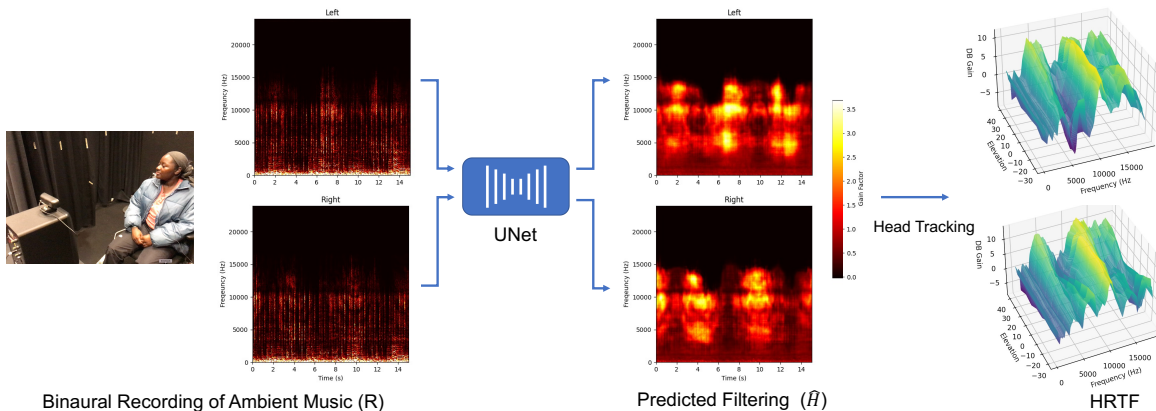 Left
Freqeuncy (Hz)
20000
15000
10000
5000
0
0 2 4 6 8 10 12 14
Right
Freqeuncy (Hz)
20000
15000
10000
5000
0
0 2 4 6 8 10 12 14
Time (s)
Binaural Recording of Ambient Music (R)
UNet
Left
Freqeuncy (Hz)
20000
15000
10000
5000
0
0 2 4 6 8 10 12 14
Right
Freqeuncy (Hz)
20000
15000
10000
5000
0
0 2 4 6 8 10 12 14
Time (s)
3.5
3.0
2.5
2.0
1.5
1.0
0.5
0.0
Gain Factor
Predicted Filtering (Ĥ)
Head Tracking
DB Gain
10
5
0
-5
40
30
20
10
0
-10
-20
-30
Elevation
0 5000 10000 15000
Frequency (Hz
DB Gain
10
5
0
-5
40
30
20
10
0
-10
-20
-30
Elevation
0 5000 10000 15000
Frequency (Hz)
HRTF